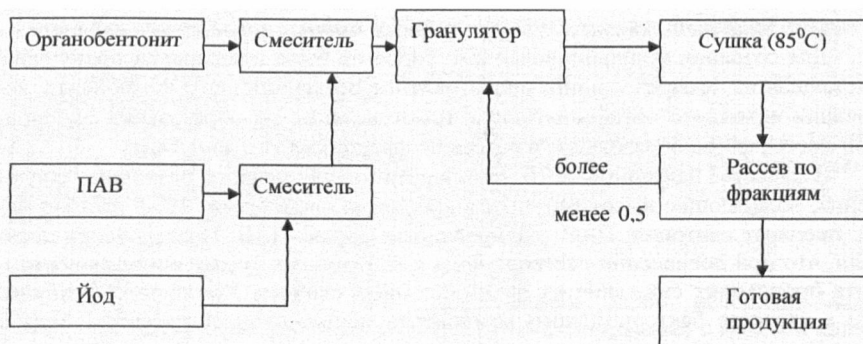 Органобентонит
Смеситель
Гранулятор
Сушка (85⁰С)
ПАВ
Смеситель
более
менее 0.5
Рассев по
фракциям
Йод
Готовая
продукция